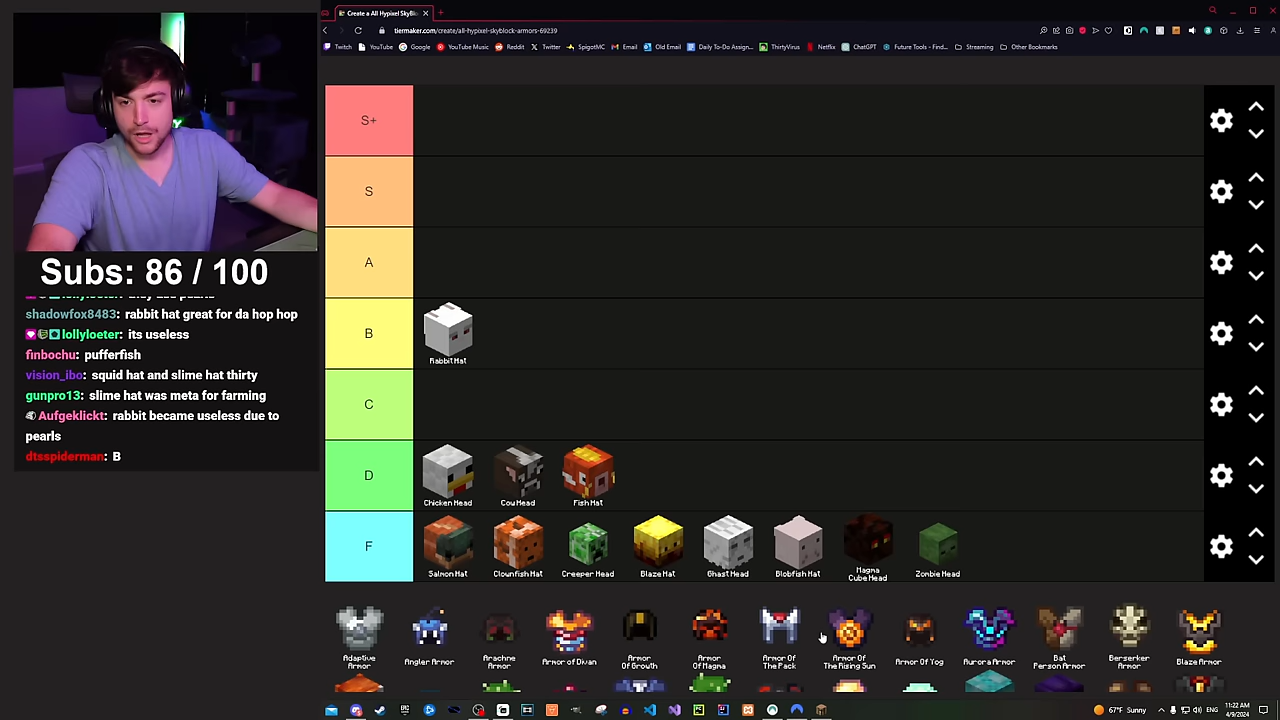 Create a All Hypixel SkyBlo
tiermaker.com/create/all-hypixel-skyblock-armors-69239
Twitch YouTube Google YouTube Music Reddit Twitter SpigotMC Email Old Email Daily To-Do Assign... ThirtyVirus Netflix ChatGPT Future Tools - Find... Streaming Other Bookmarks
Subs: 86 / 100
shadowfox8483: rabbit hat great for da hop hop
lollyloeter: its useless
finbochu: pufferfish
vision_ibo: squid hat and slime hat thirty
gunpro13: slime hat was meta for farming
Aufgeklickt: rabbit became useless due to
pearls
dtsspiderman: B
S+
S
A
B
Rabbit Hat
C
D
Chicken Head
Cow Head
Fish Hat
F
Salmon Hat
Clownfish Hat
Creeper Head
Blaze Hat
Ghast Head
Blobfish Hat
Magma
Cube Head
Zombie Head
Adaptive
Armor
Angler Armor
Arachne
Armor
Armor of Divan
Armor
Of Growth
Armor
Of Magma
Armor Of
The Pack
Armor Of
The Rising Sun
Armor Of Yog
Aurora Armor
Bat
Person Armor
Berserker
Armor
Blaze Armor
67°F Sunny
11:22 AM
4/9/2024